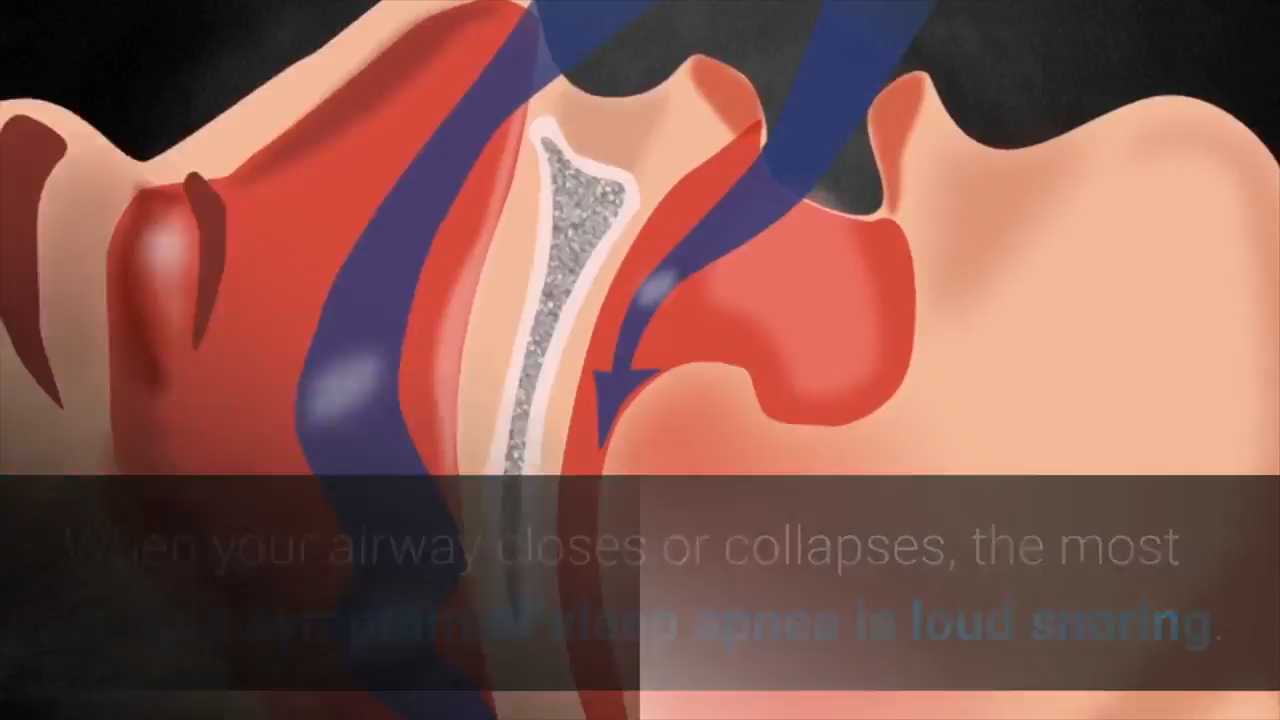 When your airway closes or collapses, the most
symptom of sleep apnea is loud snoring.